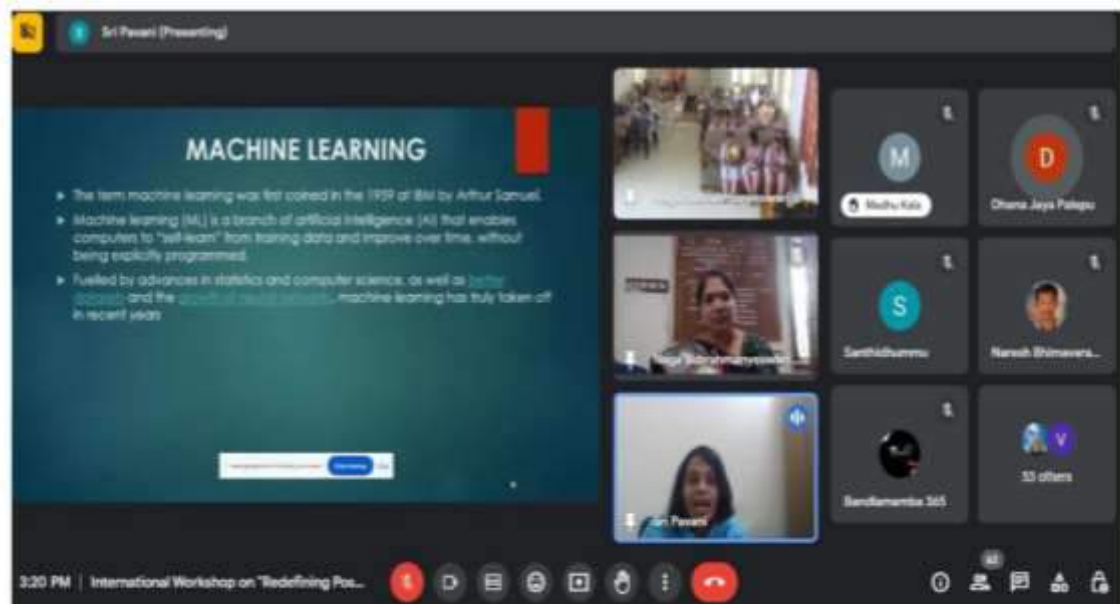 Sri Pavani (Presenting)
MACHINE LEARNING
The term machine learning was first coined in the 1959 at IBM by Arthur Samuel.
Machine learning (ML) is a branch of artificial intelligence (AI) that enables
computers to "self-learn" from training data and improve over time, without
being explicitly programmed.
Fuelled by advances in statistics and computer science, as well as better
datasets and the growth of neural networks, machine learning has truly taken off
in recent years
Sri Pavani
M
Madhu Kala
D
Dhana Jaya Palepu
S
Santhidhummu
Naresh Bhimavara...
Bandlamamba 365
V
53 others
3:20 PM | International Workshop on "Redefining Pos...